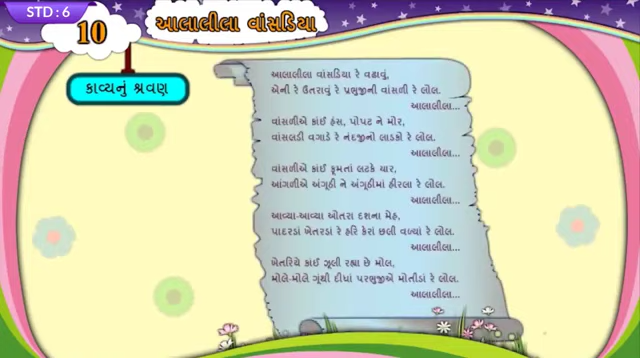 STD : 6
10
આલાલીલા વાંસડિયા
કાવ્યનું શ્રવણ
આલાલીલા વાંસડિયા રે વઢાવું,
એની રે ઉતરાવું રે પ્રભુજીની વાંસળી રે લોલ.
આલાલીલા...
વાંસળીએ કાંઈ હંસ, પોપટ ને મોર,
વાંસલડી વગાડે રે નંદજીનો લાડકો રે લોલ.
આલાલીલા...
વાંસળીએ કાંઈ ફૂમતાં લટકે ચાર,
આંગળીએ અંગૂઠી ને અંગૂઠીમાં હીરલા રે લોલ.
આલાલીલા...
આવ્યા-આવ્યા ઓતરા દશના મેહ,
પાદરડાં ખેતરડાં રે હરિ કેરાં છલી વળ્યાં રે લોલ.
આલાલીલા...
ખેતરિયે કાંઈ ઝૂલી રહ્યા છે મોલ,
મોલે-મોલે ગૂંથી દીધાં પરભુજીએ મોતીડાં રે લોલ.
આલાલીલા...